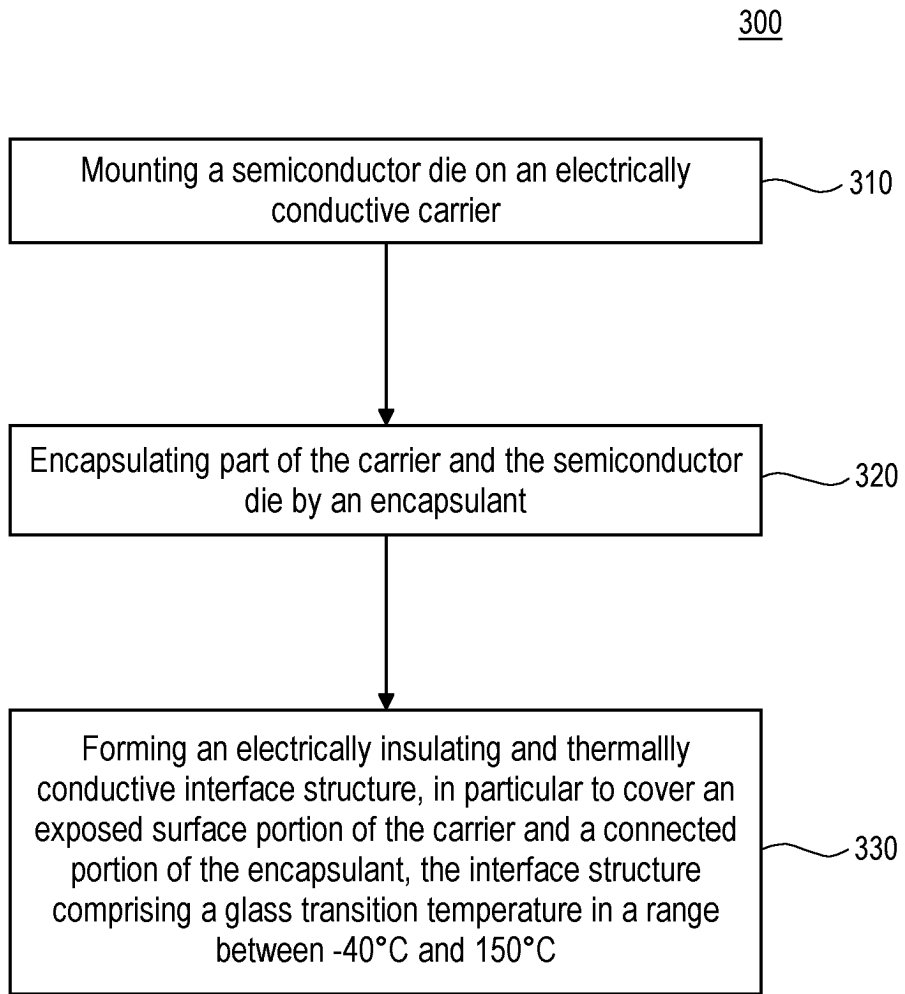 300
Mounting a semiconductor die on an electrically
conductive carrier
310
Encapsulating part of the carrier and the semiconductor
die by an encapsulant
320
Forming an electrically insulating and thermallly
conductive interface structure, in particular to cover an
exposed surface portion of the carrier and a connected
portion of the encapsulant, the interface structure
comprising a glass transition temperature in a range
between -40°C and 150°C
330